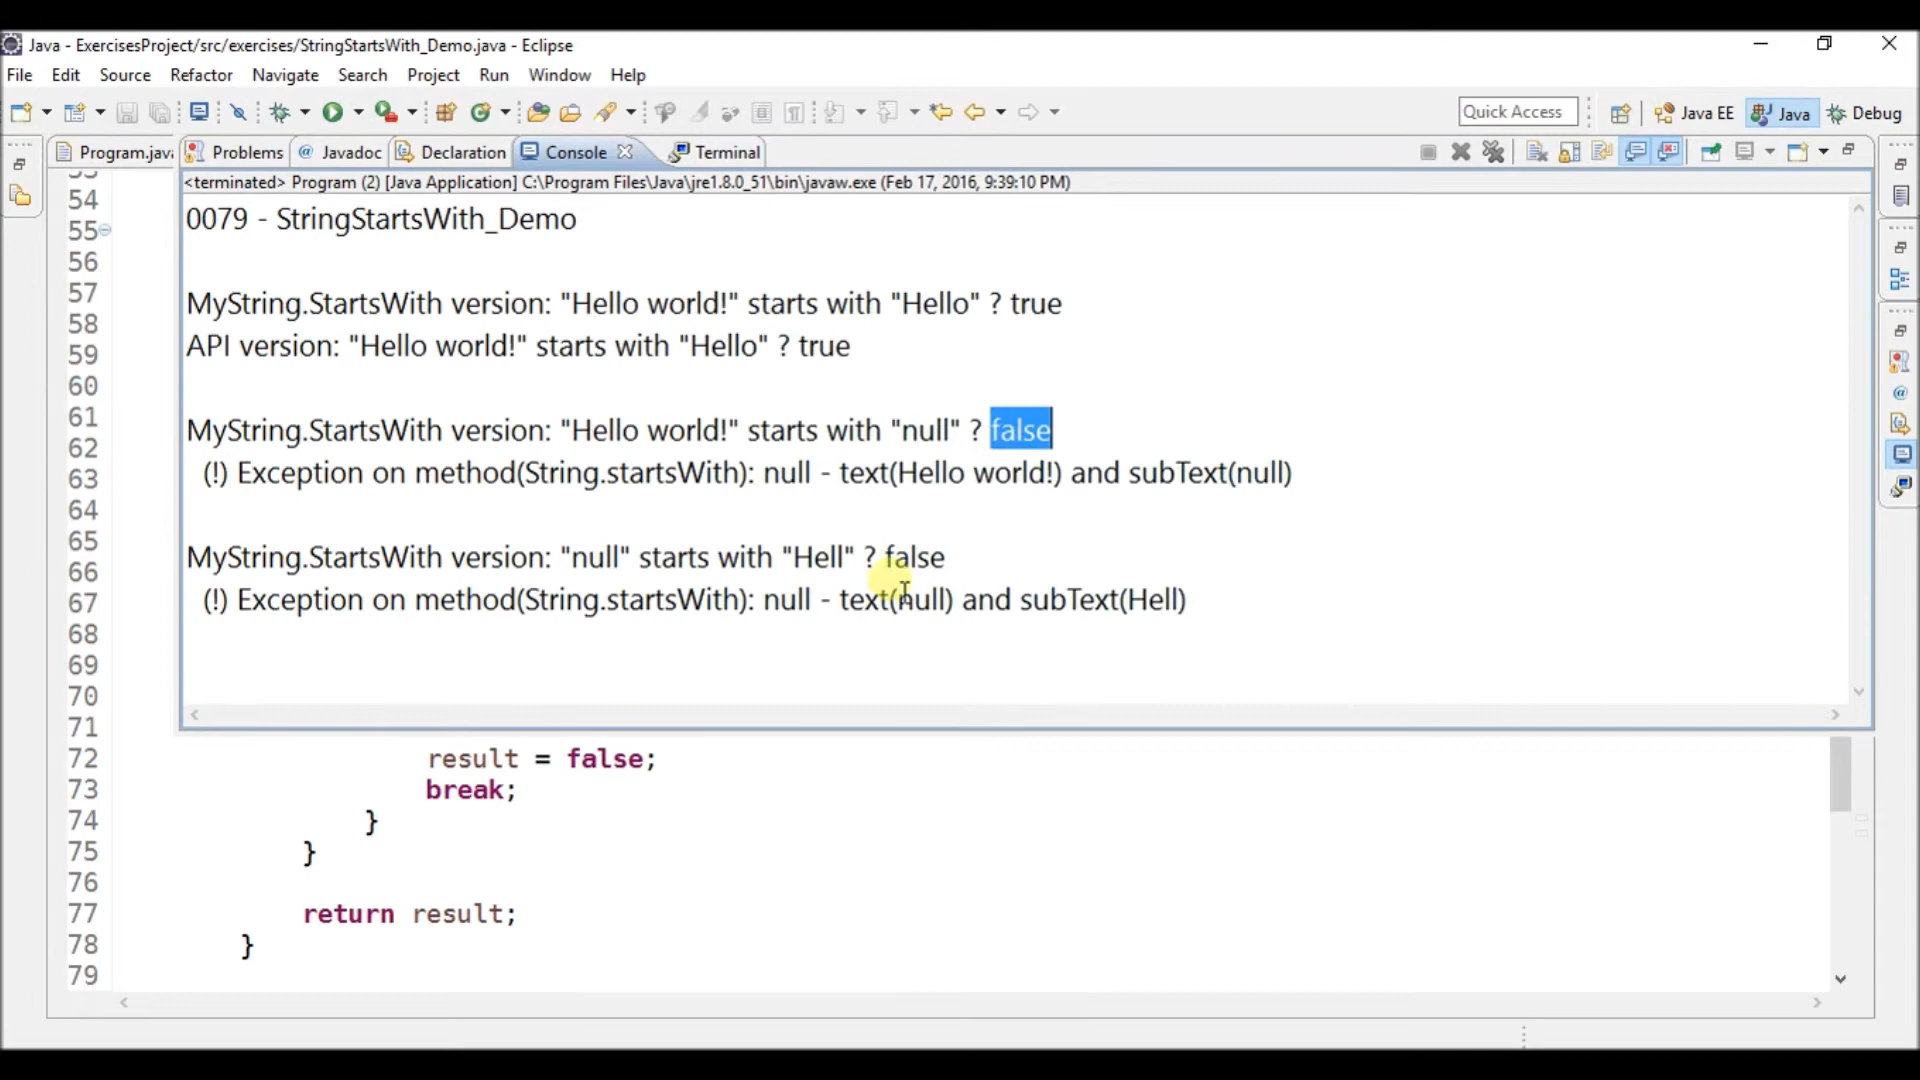 Java - ExercisesProject/src/exercises/StringStartsWith_Demo.java - Eclipse
File Edit Source Refactor Navigate Search Project Run Window Help
Quick Access Java EE Java Debug
Program.java Problems Javadoc Declaration Console Terminal
<terminated> Program (2) [Java Application] C:\Program Files\Java\jre1.8.0_51\bin\javaw.exe (Feb 17, 2016, 9:39:10 PM)
0079 - StringStartsWith_Demo
MyString.StartsWith version: "Hello world!" starts with "Hello" ? true
API version: "Hello world!" starts with "Hello" ? true
MyString.StartsWith version: "Hello world!" starts with "null" ? false
(!) Exception on method(String.startsWith): null - text(Hello world!) and subText(null)
MyString.StartsWith version: "null" starts with "Hell" ? false
(!) Exception on method(String.startsWith): null - text(null) and subText(Hell)
54
55
56
57
58
59
60
61
62
63
64
65
66
67
68
69
70
71
72 result = false;
73 break;
74 }
75 }
76
77 return result;
78 }
79